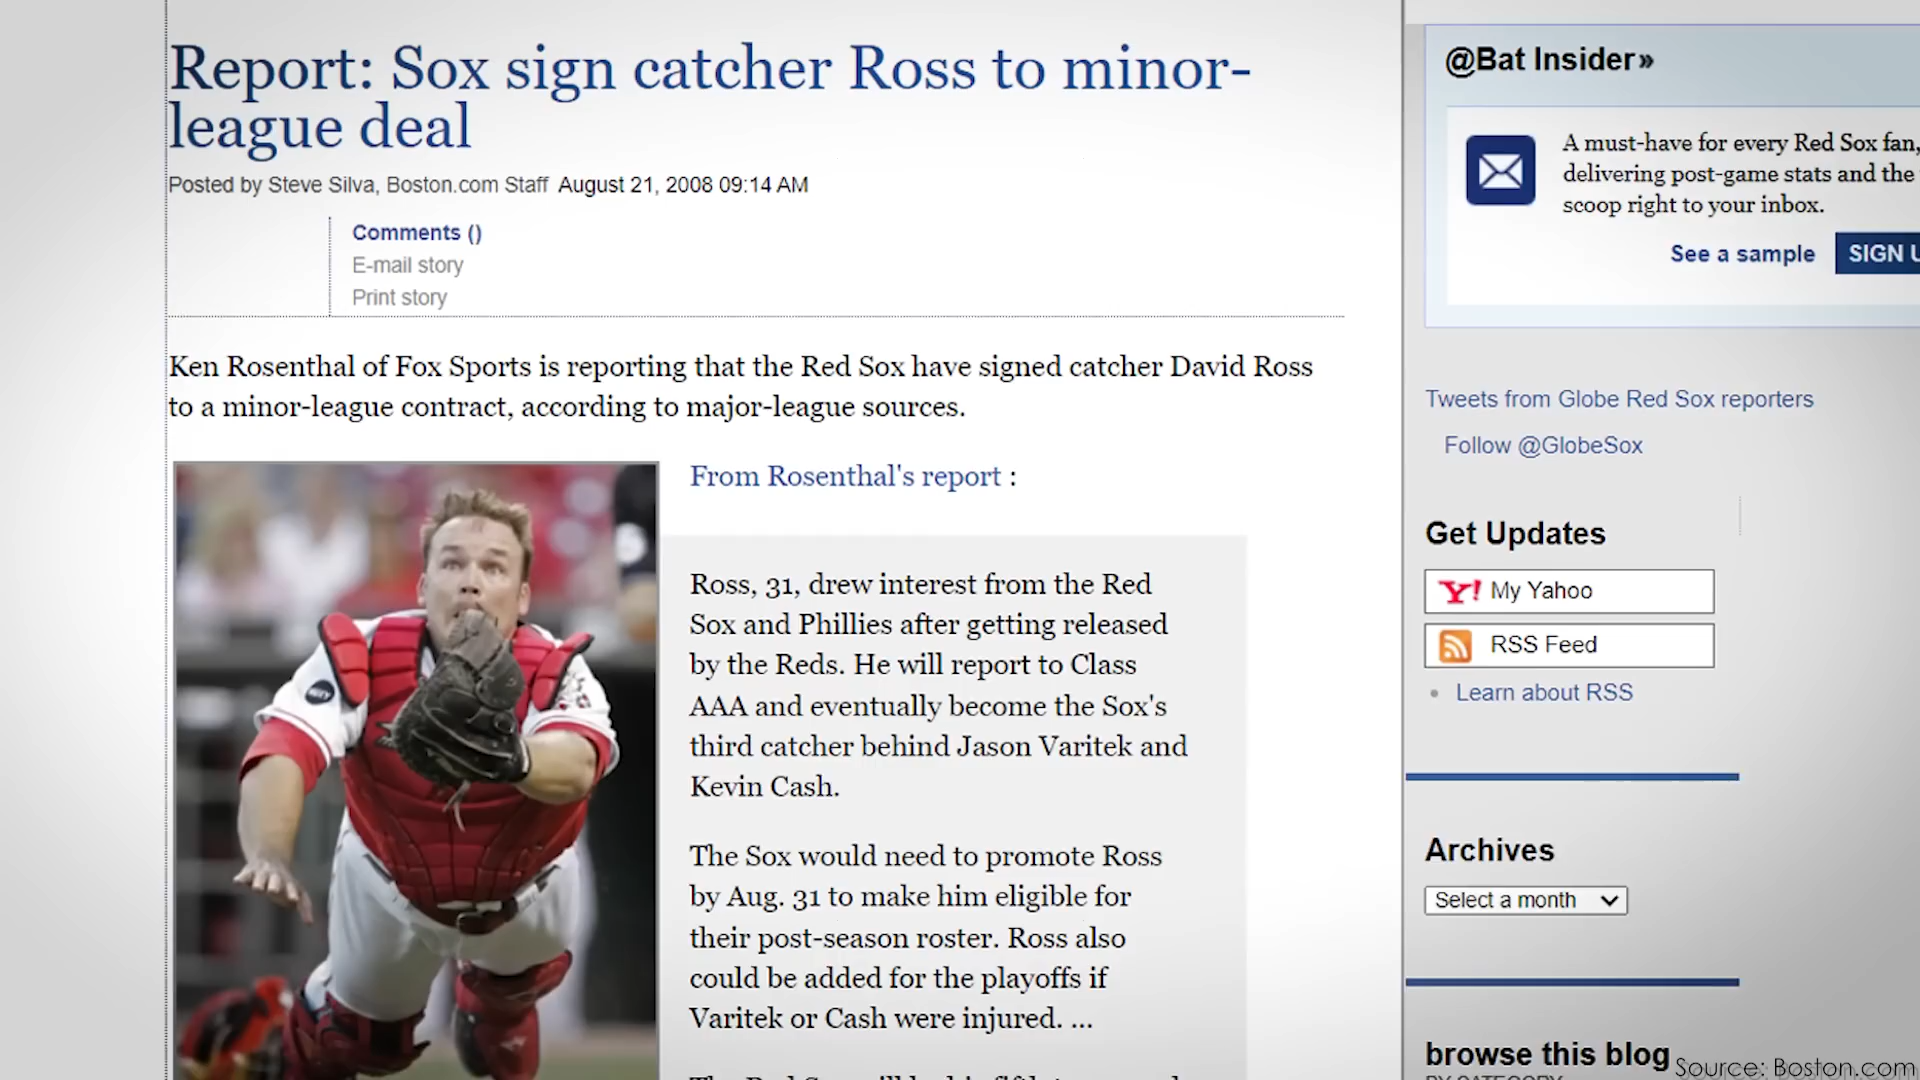 Report: Sox sign catcher Ross to minor-
league deal
Posted by Steve Silva, Boston.com Staff August 21, 2008 09:14 AM
Comments ()
E-mail story
Print story
Ken Rosenthal of Fox Sports is reporting that the Red Sox have signed catcher David Ross
to a minor-league contract, according to major-league sources.
From Rosenthal's report :
Ross, 31, drew interest from the Red
Sox and Phillies after getting released
by the Reds. He will report to Class
AAA and eventually become the Sox's
third catcher behind Jason Varitek and
Kevin Cash.
The Sox would need to promote Ross
by Aug. 31 to make him eligible for
their post-season roster. Ross also
could be added for the playoffs if
Varitek or Cash were injured. ...
@Bat Insider»
A must-have for every Red Sox fan,
delivering post-game stats and the
scoop right to your inbox.
See a sample
SIGN U
Tweets from Globe Red Sox reporters
Follow @GlobeSox
Get Updates
Y! My Yahoo
RSS Feed
• Learn about RSS
Archives
Select a month
browse this blog
BY CATEGORY
Source: Boston.com